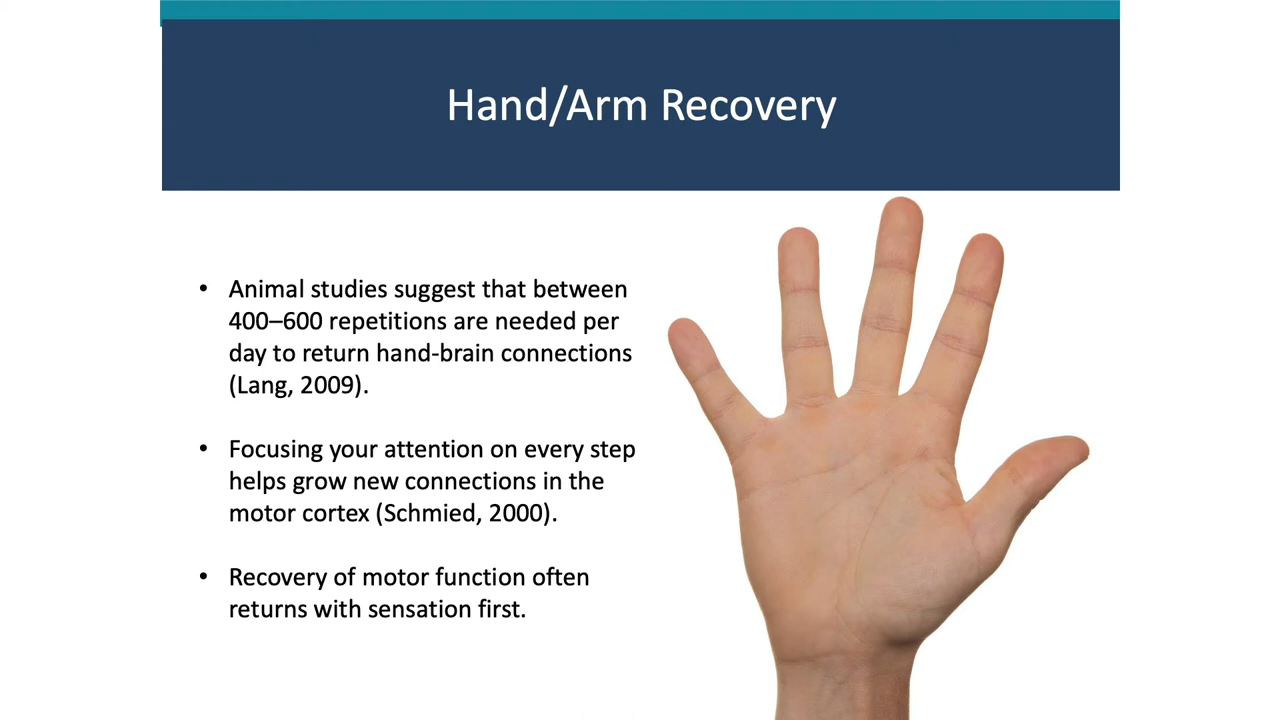 Hand/Arm Recovery
• Animal studies suggest that between
400–600 repetitions are needed per
day to return hand-brain connections
(Lang, 2009).
• Focusing your attention on every step
helps grow new connections in the
motor cortex (Schmied, 2000).
• Recovery of motor function often
returns with sensation first.